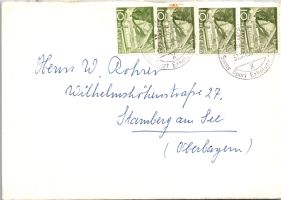 Herrn W. Rohrer
Wilhelmshöhenstraße 27,
Starnberg am See
(Oberbayern)